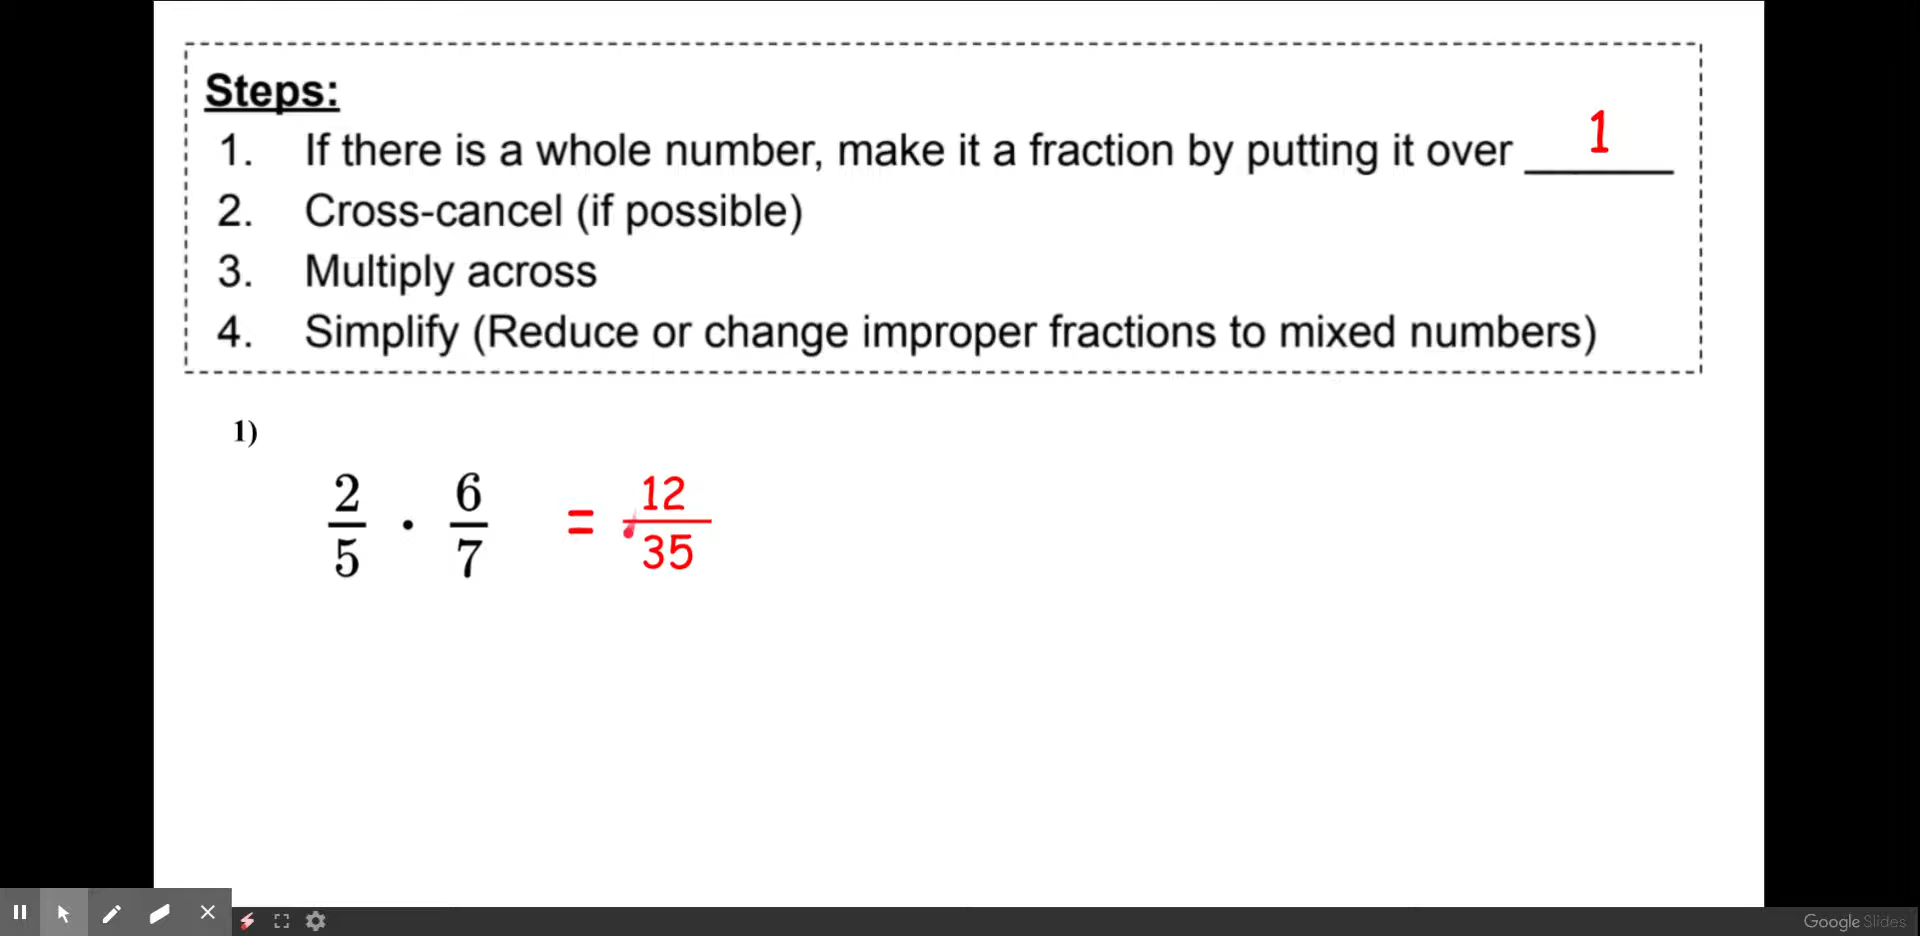 Steps:
1. If there is a whole number, make it a fraction by putting it over 1
2. Cross-cancel (if possible)
3. Multiply across
4. Simplify (Reduce or change improper fractions to mixed numbers)
1)
2/5 · 6/7 = 12/35
Google Slides